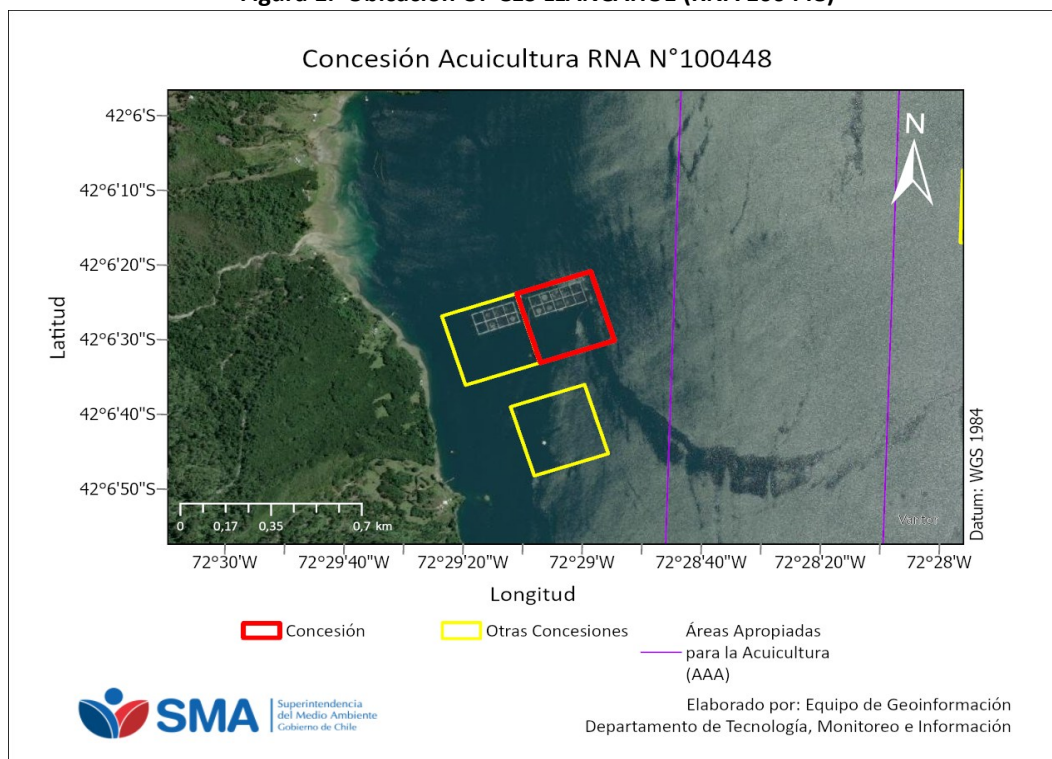 Concesión Acuicultura RNA N°100448
N
42°6'S
42°6'10"S
42°6'20"S
42°6'30"S
42°6'40"S
42°6'50"S
Latitud
0 0,17 0,35 0,7 km
Vantor
Datum: WGS 1984
72°30'W 72°29'40"W 72°29'20"W 72°29'W 72°28'40"W 72°28'20"W 72°28'W
Longitud
Concesión
Otras Concesiones
Áreas Apropiadas
para la Acuicultura
(AAA)
SMA
Superintendencia
del Medio Ambiente
Gobierno de Chile
Elaborado por: Equipo de Geoinformación
Departamento de Tecnología, Monitoreo e Información